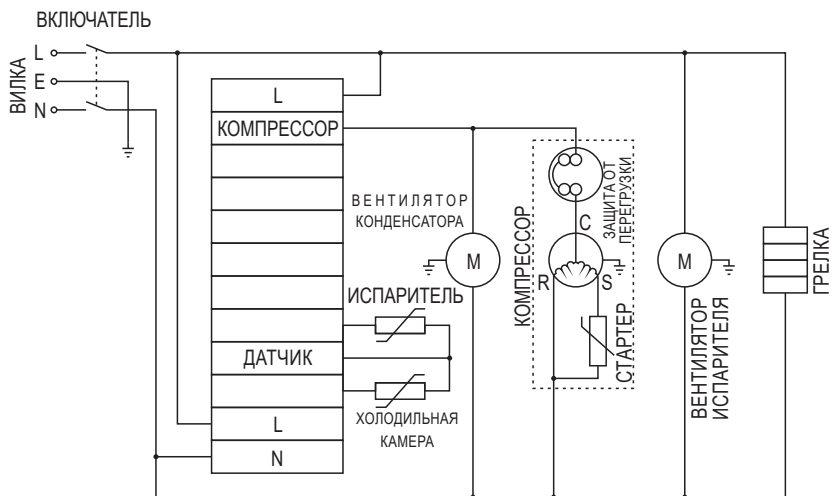 ВКЛЮЧАТЕЛЬ
ВИЛКА
L
E
N
L
КОМПРЕССОР
ВЕНТИЛЯТОР
КОНДЕНСАТОРА
M
ИСПАРИТЕЛЬ
ДАТЧИК
ХОЛОДИЛЬНАЯ
КАМЕРА
L
N
КОМПРЕССОР
ЗАЩИТА ОТ
ПЕРЕГРУЗКИ
C
R
S
СТАРТЕР
M
ВЕНТИЛЯТОР
ИСПАРИТЕЛЯ
ГРЕЛКА